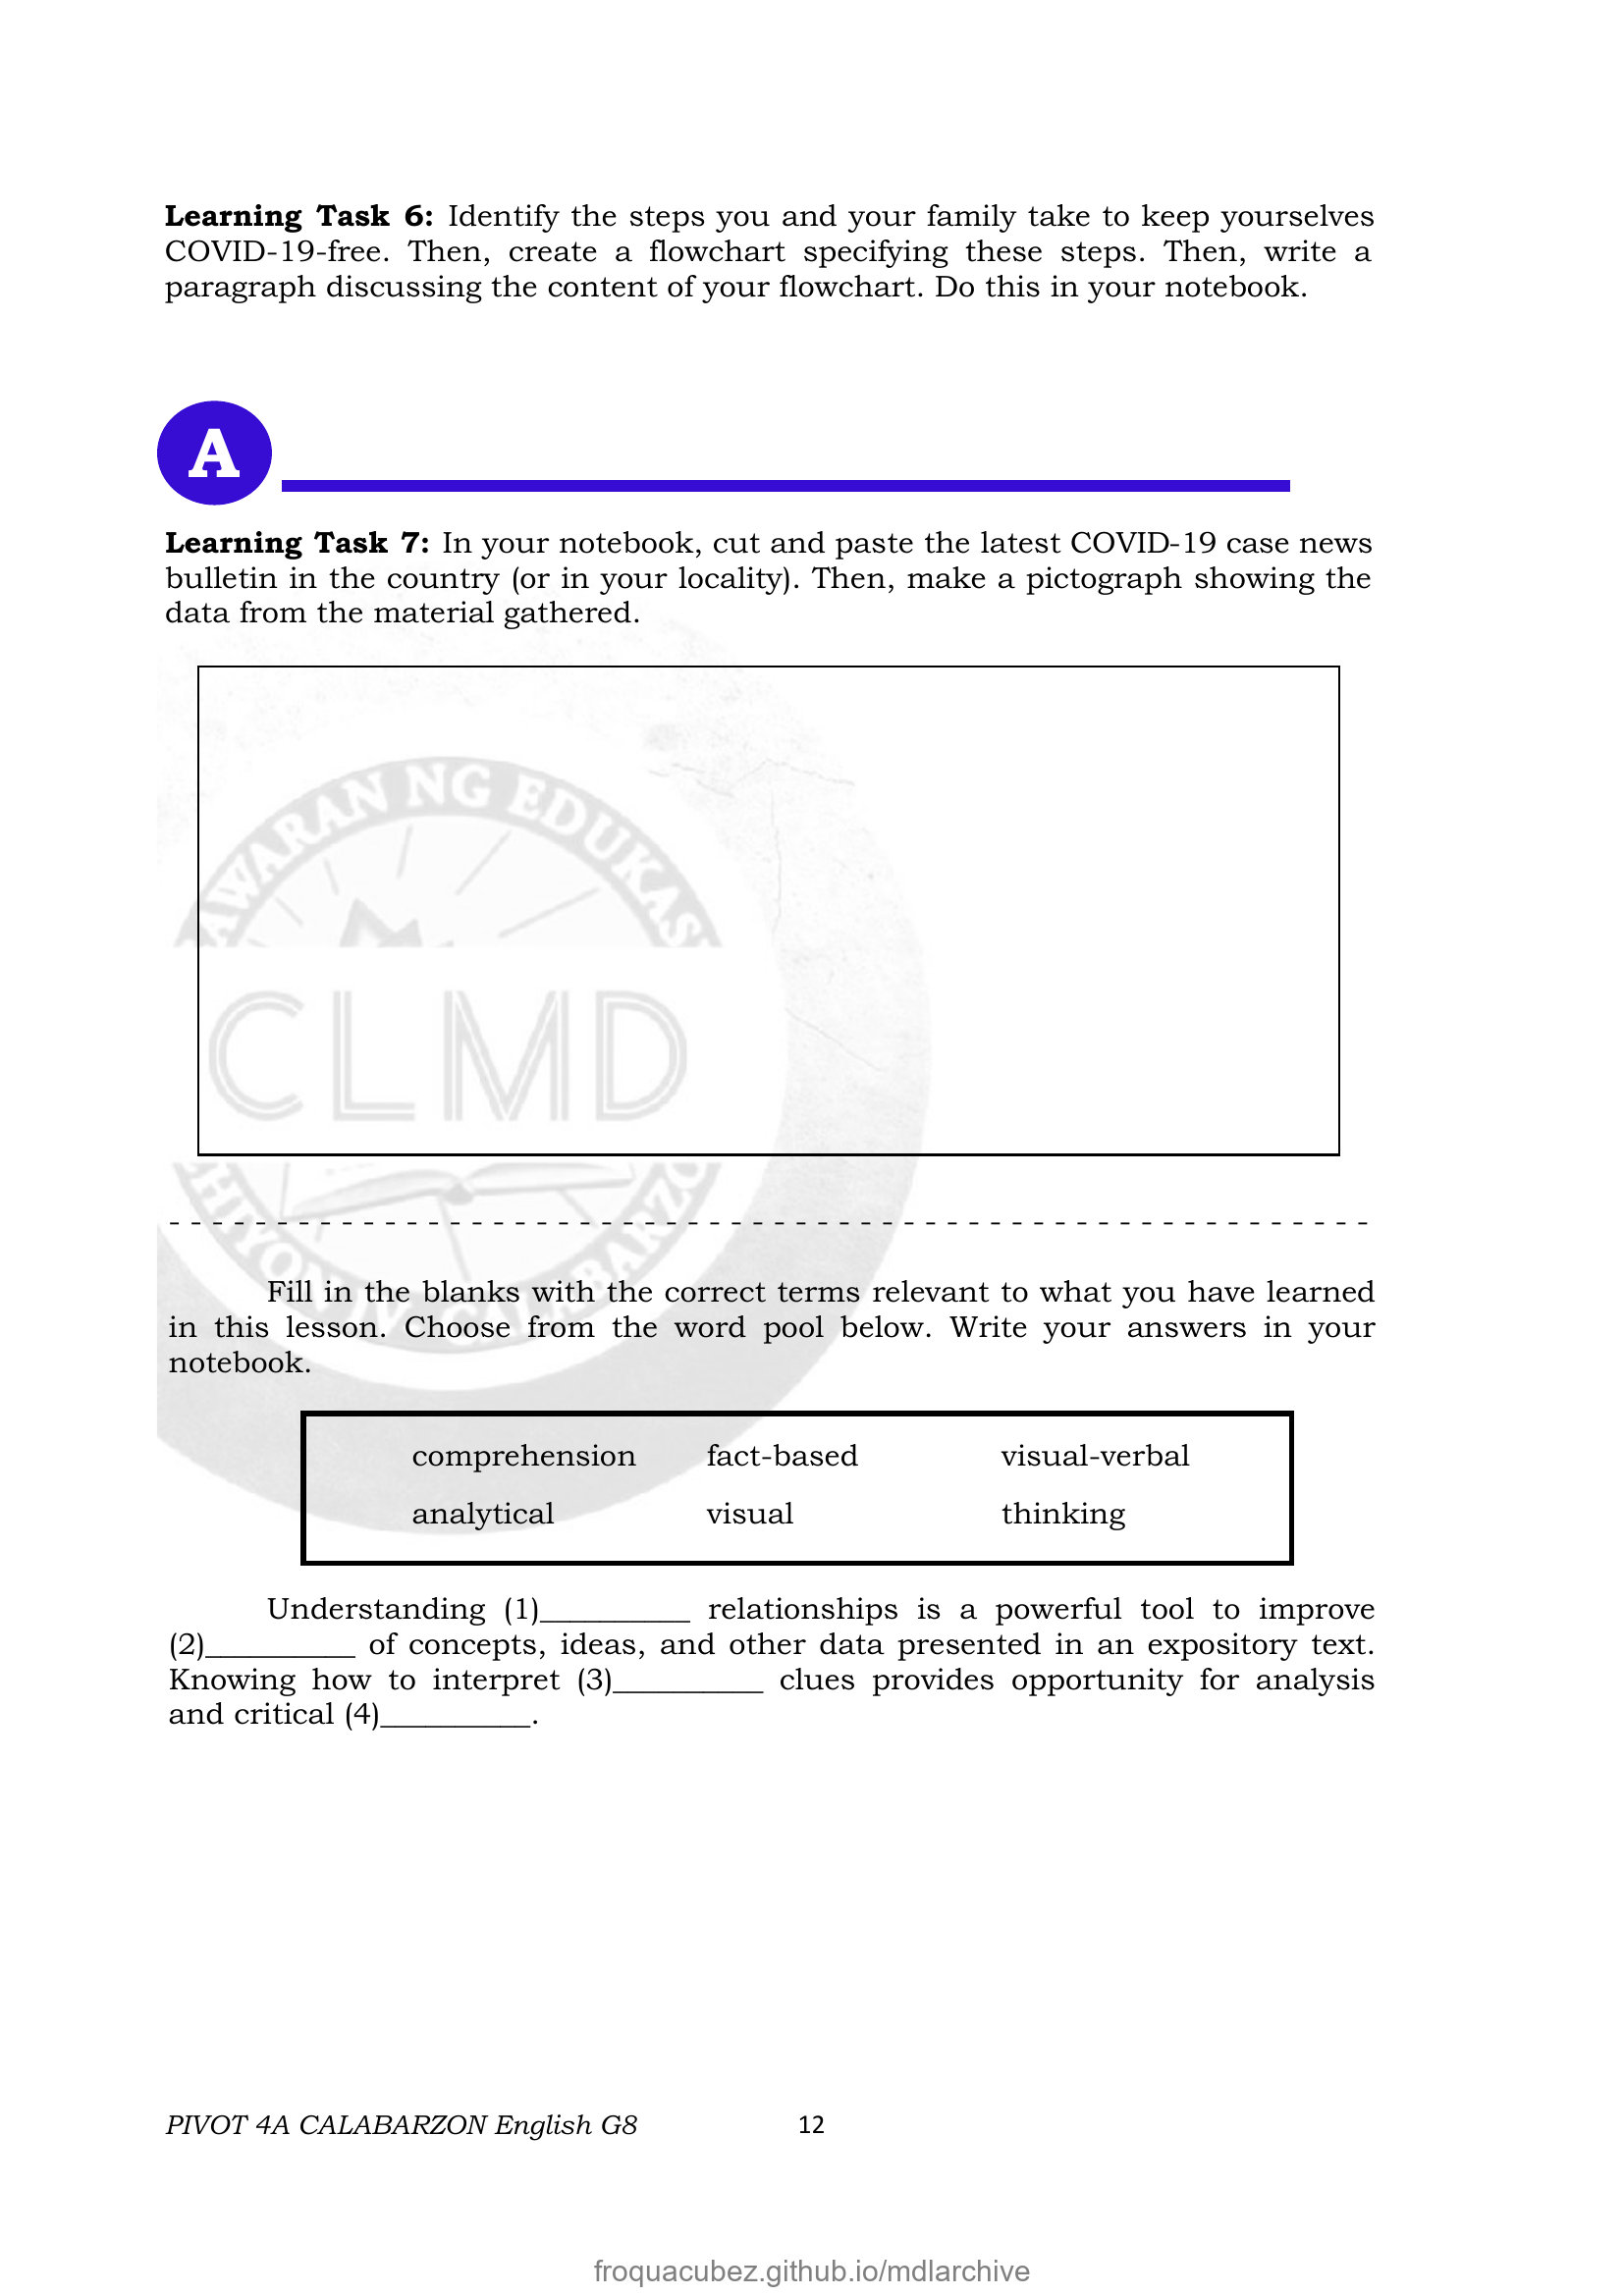 Learning Task 6: Identify the steps you and your family take to keep yourselves
COVID-19-free. Then, create a flowchart specifying these steps. Then, write a
paragraph discussing the content of your flowchart. Do this in your notebook.
A
Learning Task 7: In your notebook, cut and paste the latest COVID-19 case news
bulletin in the country (or in your locality). Then, make a pictograph showing the
data from the material gathered.
AWARAN NG EDUKAS
CLMD
HIYON IV CALABARZO
- - - - - - - - - - - - - - - - - - - - - - - - - - - - - - - - - - - - - - - - - - - - - - - - - - - - - - - -
Fill in the blanks with the correct terms relevant to what you have learned
in this lesson. Choose from the word pool below. Write your answers in your
notebook.
comprehension fact-based visual-verbal
analytical visual thinking
Understanding (1)__________ relationships is a powerful tool to improve
(2)__________ of concepts, ideas, and other data presented in an expository text.
Knowing how to interpret (3)__________ clues provides opportunity for analysis
and critical (4)__________.
PIVOT 4A CALABARZON English G8 12
froquacubez.github.io/mdlarchive